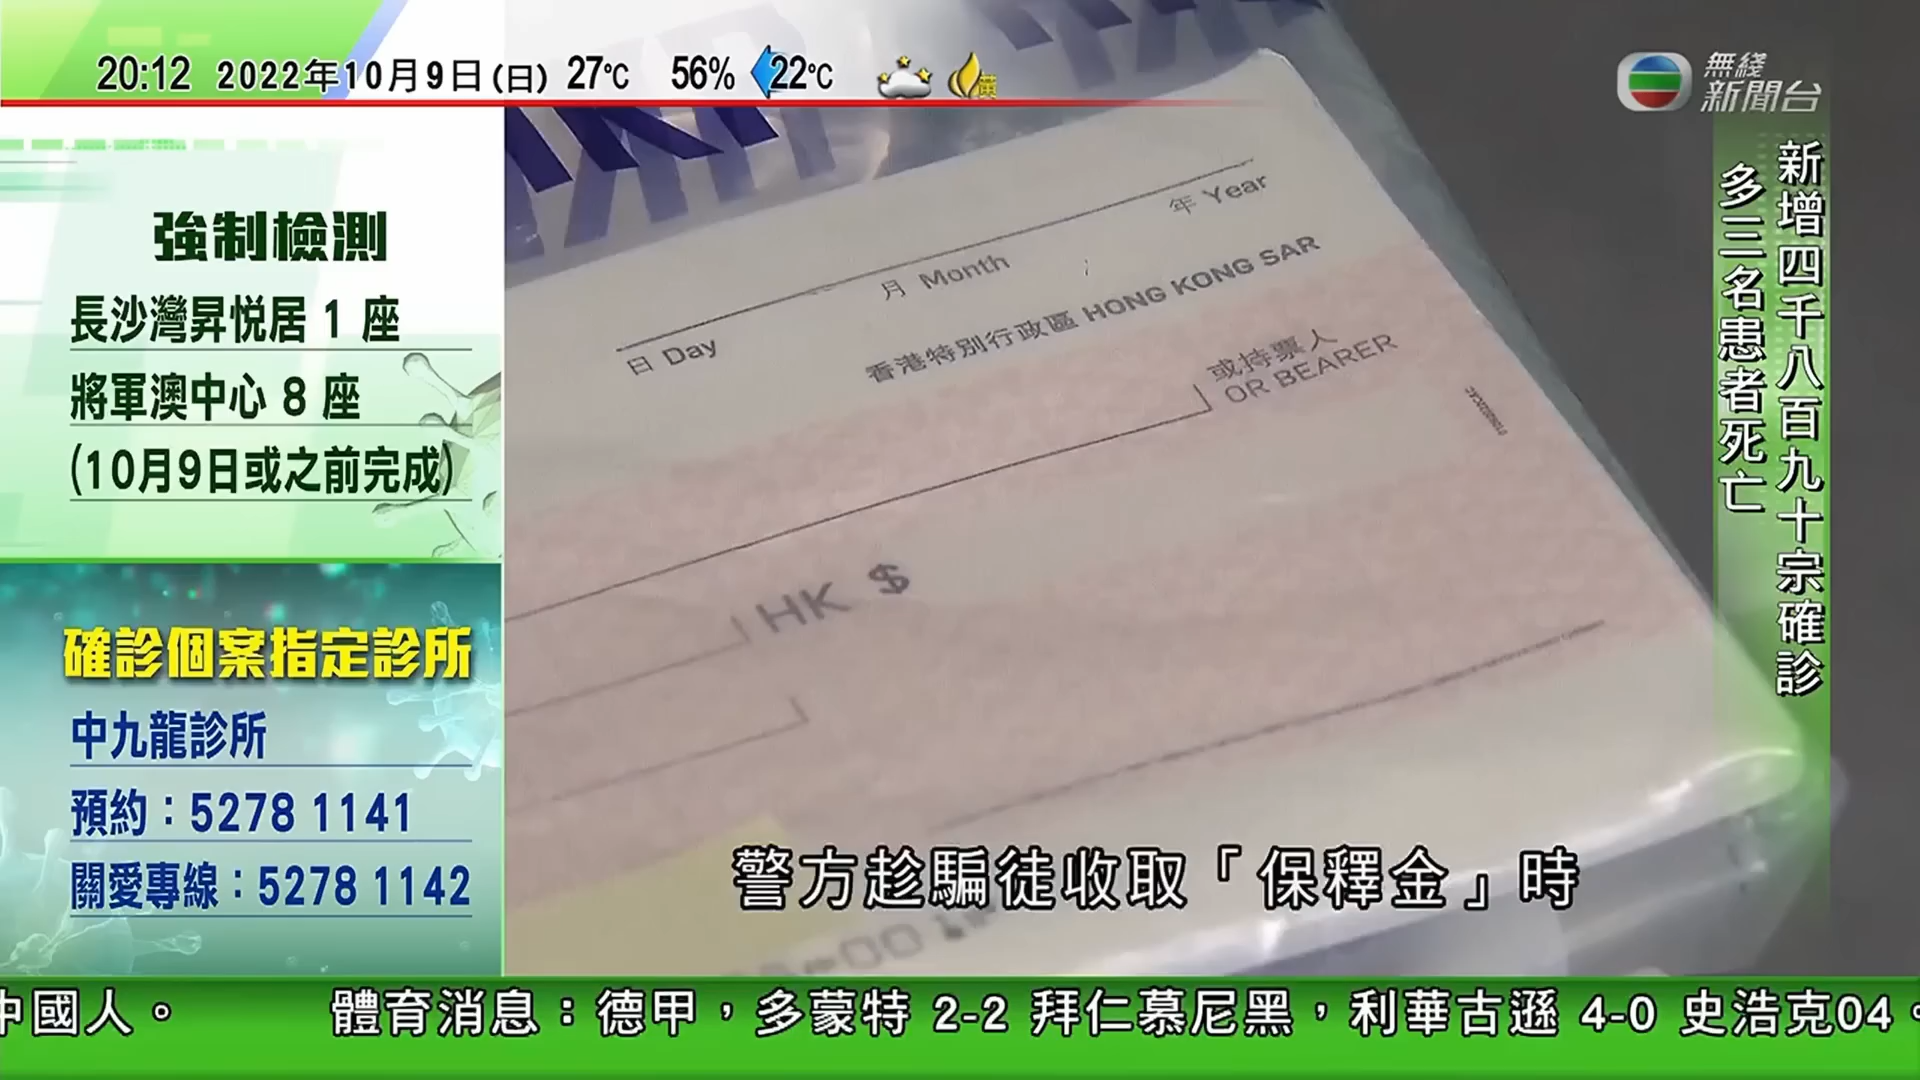 20:12 2022年10月9日(日) 27℃ 56% 22℃
無綫
新聞台
強制檢測
長沙灣昇悅居 1 座
將軍澳中心 8 座
(10月9日或之前完成)
確診個案指定診所
中九龍診所
預約：5278 1141
關愛專線：5278 1142
年 Year
月 Month
日 Day
香港特別行政區 HONG KONG SAR
或持票人
OR BEARER
HK $
新增四千八百九十宗確診
多三名患者死亡
警方趁騙徒收取「保釋金」時
中國人。 體育消息：德甲，多蒙特 2-2 拜仁慕尼黑，利華古遜 4-0 史浩克04。